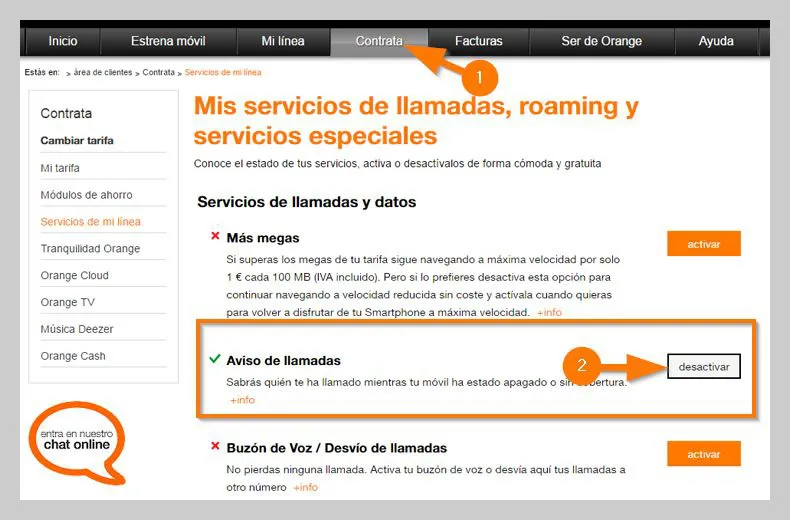 Inicio Estrena móvil Mi línea Contrata Facturas Ser de Orange Ayuda
1
Estás en: > área de clientes > Contrata > Servicios de mi línea
Contrata
Cambiar tarifa
Mi tarifa
Módulos de ahorro
Servicios de mi línea
Tranquilidad Orange
Orange Cloud
Orange TV
Música Deezer
Orange Cash
entra en nuestro
chat online
Mis servicios de llamadas, roaming y
servicios especiales
Conoce el estado de tus servicios, activa o desactívalos de forma cómoda y gratuita
Servicios de llamadas y datos
Más megas
activar
Si superas los megas de tu tarifa sigue navegando a máxima velocidad por solo
1 € cada 100 MB (IVA incluido). Pero si lo prefieres desactiva esta opción para
continuar navegando a velocidad reducida sin coste y actívala cuando quieras
para volver a disfrutar de tu Smartphone a máxima velocidad. +info
Aviso de llamadas
2
desactivar
Sabrás quién te ha llamado mientras tu móvil ha estado apagado o sin cobertura.
+info
Buzón de Voz / Desvío de llamadas
activar
No pierdas ninguna llamada. Activa tu buzón de voz o desvía aquí tus llamadas a
otro número +info